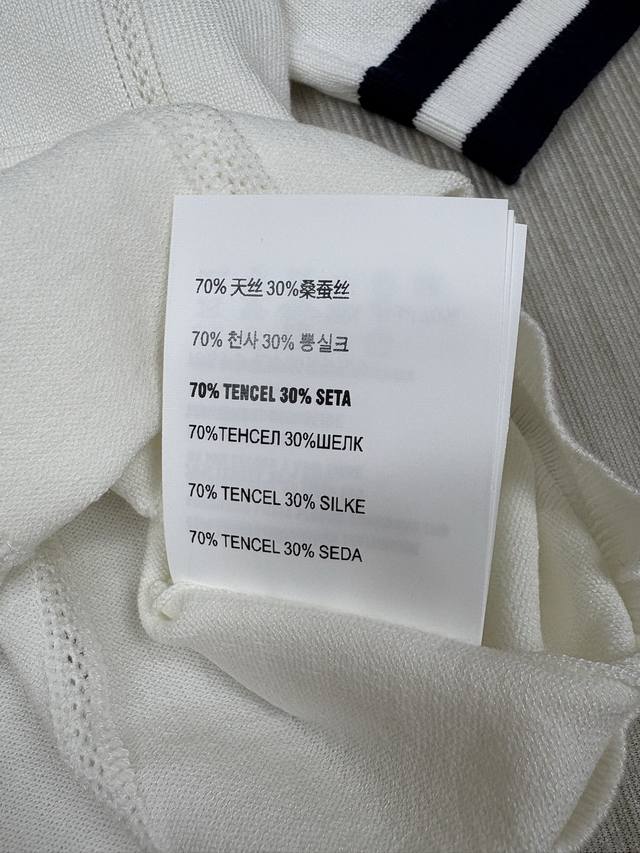 70% 天丝 30%桑蚕丝
70% 천사 30% 뽕실크
70% TENCEL 30% SETA
70%ТЕНСЕЛ 30%ШЕЛК
70% TENCEL 30% SILKE
70% TENCEL 30% SEDA